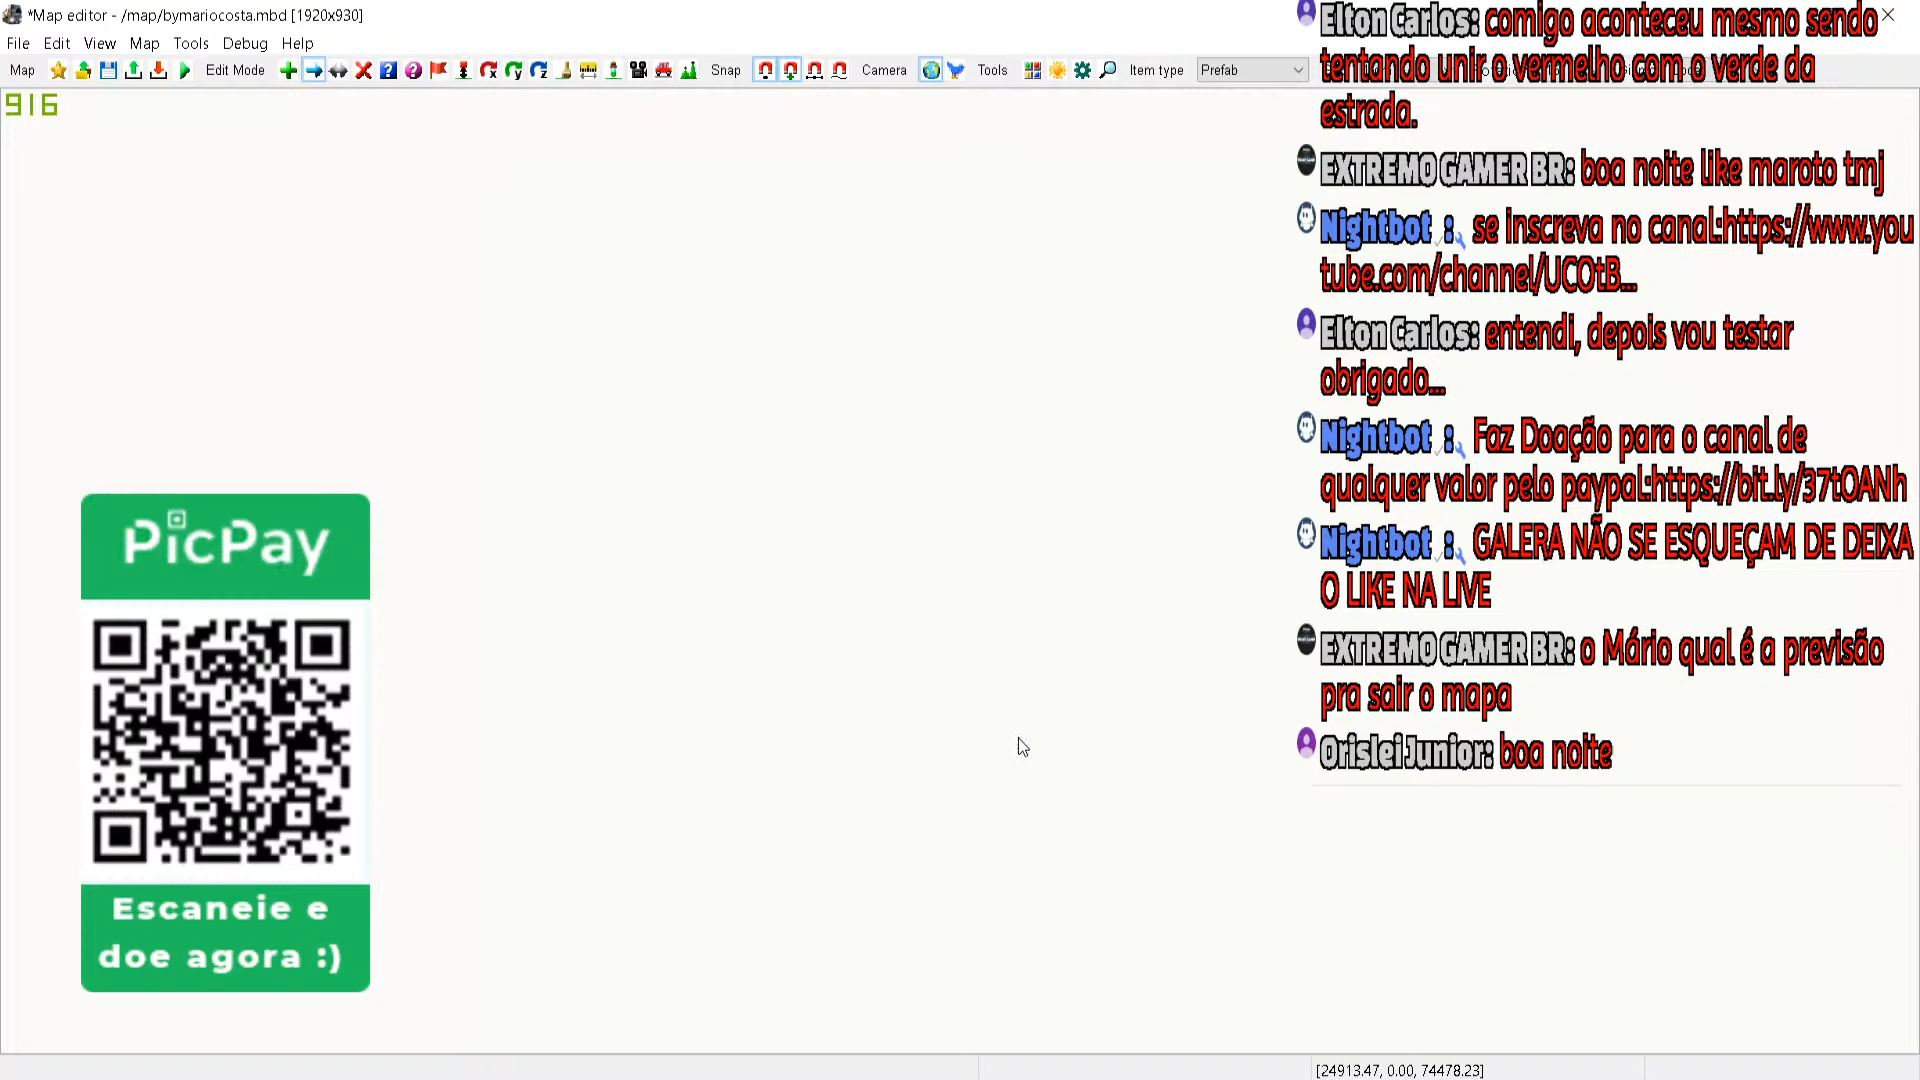 *Map editor - /map/bymariocosta.mbd [1920x930]
File Edit View Map Tools Debug Help
Map Edit Mode Snap Camera Tools Item type Prefab
916
Elton Carlos: comigo aconteceu mesmo sendo
tentando unir o vermelho com o verde da
estrada.
EXTREMO GAMER BR: boa noite like maroto tmj
Nightbot : se inscreva no canal:https://www.you
tube.com/channel/UCOtB...
Elton Carlos: entendi, depois vou testar
obrigado...
Nightbot : Faz Doação para o canal de
qualquer valor pelo paypal:https://bit.ly/37tOANh
Nightbot : GALERA NÃO SE ESQUEÇAM DE DEIXA
O LIKE NA LIVE
EXTREMO GAMER BR: o Mário qual é a previsão
pra sair o mapa
Orislei Junior: boa noite
PicPay
Escaneie e
doe agora :)
[24913.47, 0.00, 74478.23]